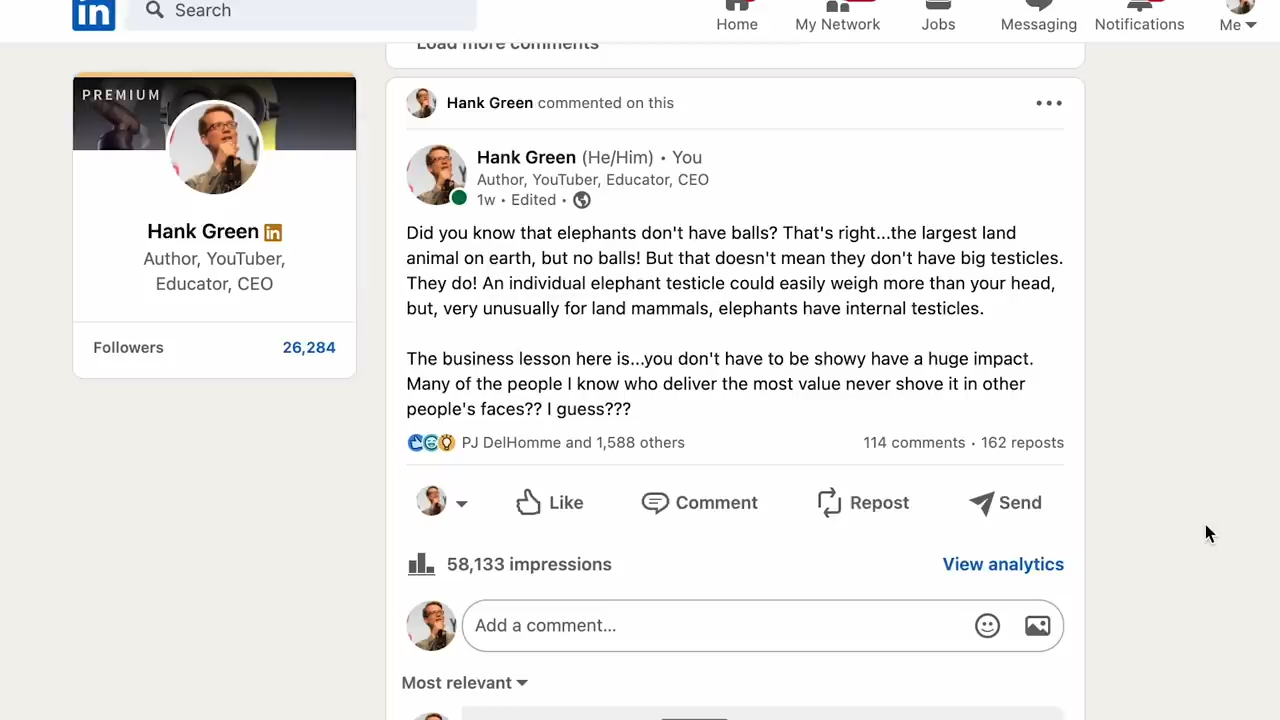 in
Search
Home
My Network
Jobs
Messaging
Notifications
Me
Load more comments
PREMIUM
Hank Green in
Author, YouTuber,
Educator, CEO
Followers 26,284
Hank Green commented on this
Hank Green (He/Him) • You
Author, YouTuber, Educator, CEO
1w • Edited •
Did you know that elephants don't have balls? That's right...the largest land
animal on earth, but no balls! But that doesn't mean they don't have big testicles.
They do! An individual elephant testicle could easily weigh more than your head,
but, very unusually for land mammals, elephants have internal testicles.
The business lesson here is...you don't have to be showy have a huge impact.
Many of the people I know who deliver the most value never shove it in other
people's faces?? I guess???
PJ DelHomme and 1,588 others
114 comments • 162 reposts
Like
Comment
Repost
Send
58,133 impressions
View analytics
Add a comment...
Most relevant